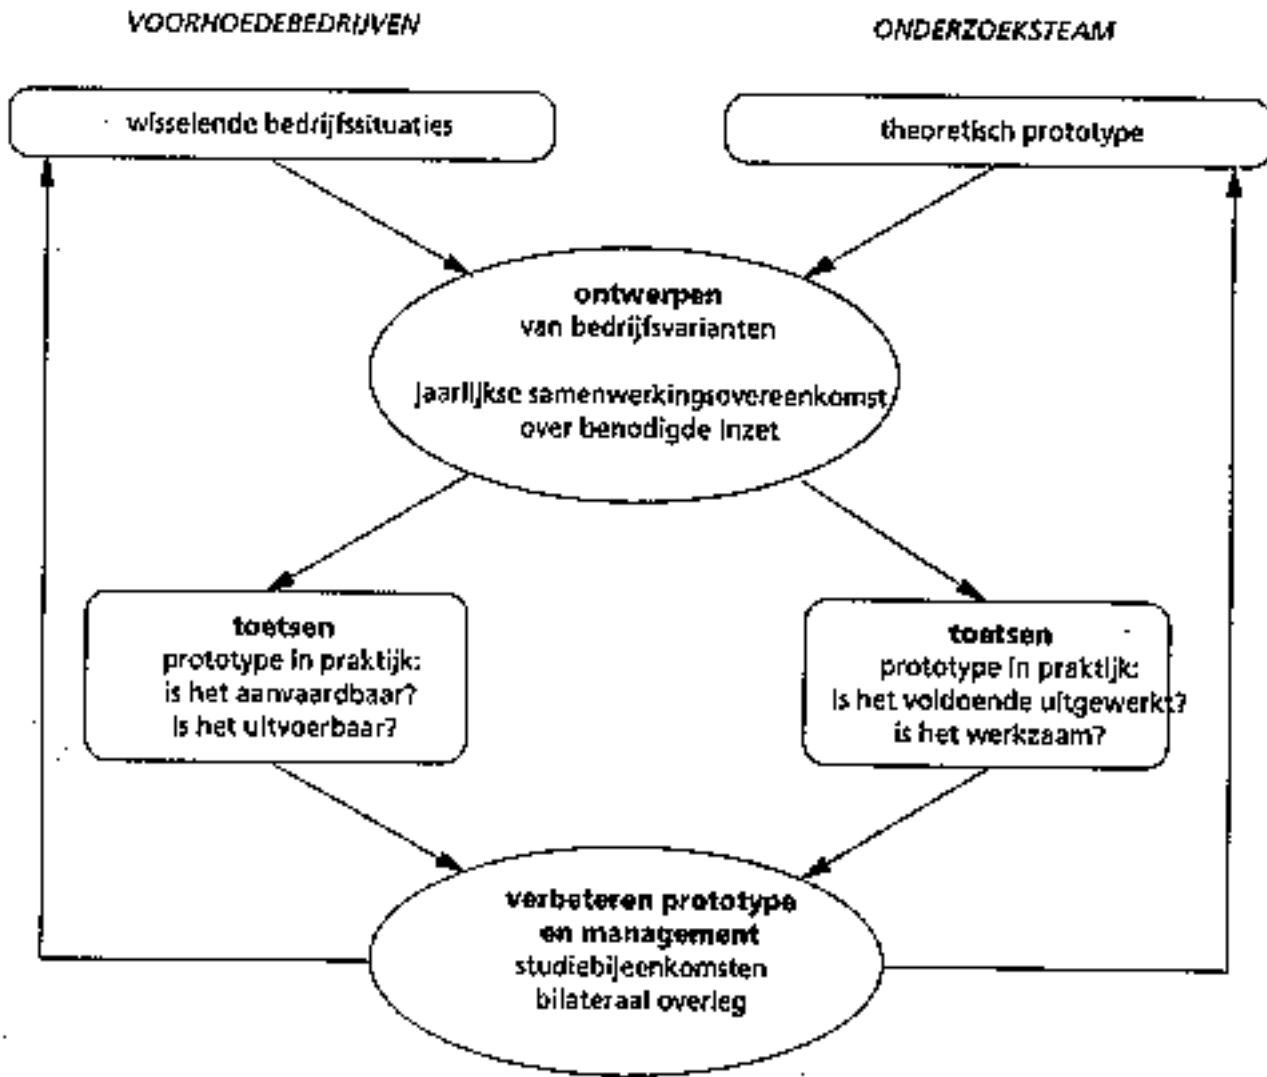 VOORHOEDEBEDRIJVEN
ONDERZOEKSTEAM
wisselende bedrijfssituaties
theoretisch prototype
ontwerpen
van bedrijfsvarianten
jaarlijkse samenwerkingsovereenkomst
over benodigde inzet
toetsen
prototype in praktijk:
is het aanvaardbaar?
is het uitvoerbaar?
toetsen
prototype in praktijk:
is het voldoende uitgewerkt?
is het werkzaam?
verbeteren prototype
en management
studiebijeenkomsten
bilateraal overleg